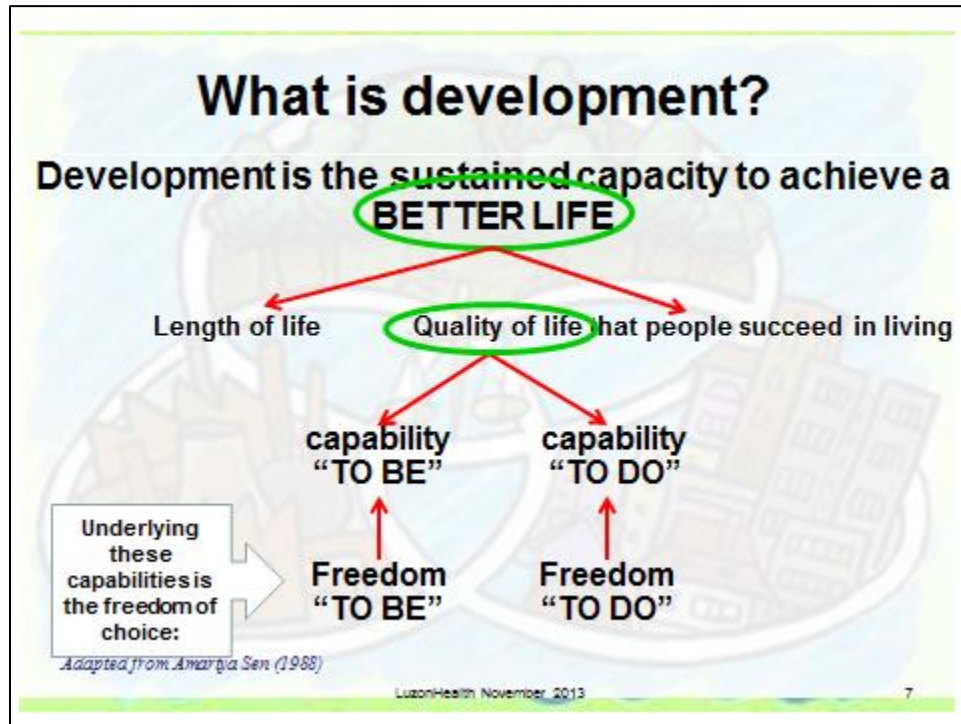 What is development?
Development is the sustained capacity to achieve a
BETTER LIFE
Length of life
Quality of life that people succeed in living
capability
“TO BE”
capability
“TO DO”
Underlying
these
capabilities is
the freedom of
choice:
Freedom
“TO BE”
Freedom
“TO DO”
Adapted from Amartya Sen (1988)
LuzonHealth November 2013
7